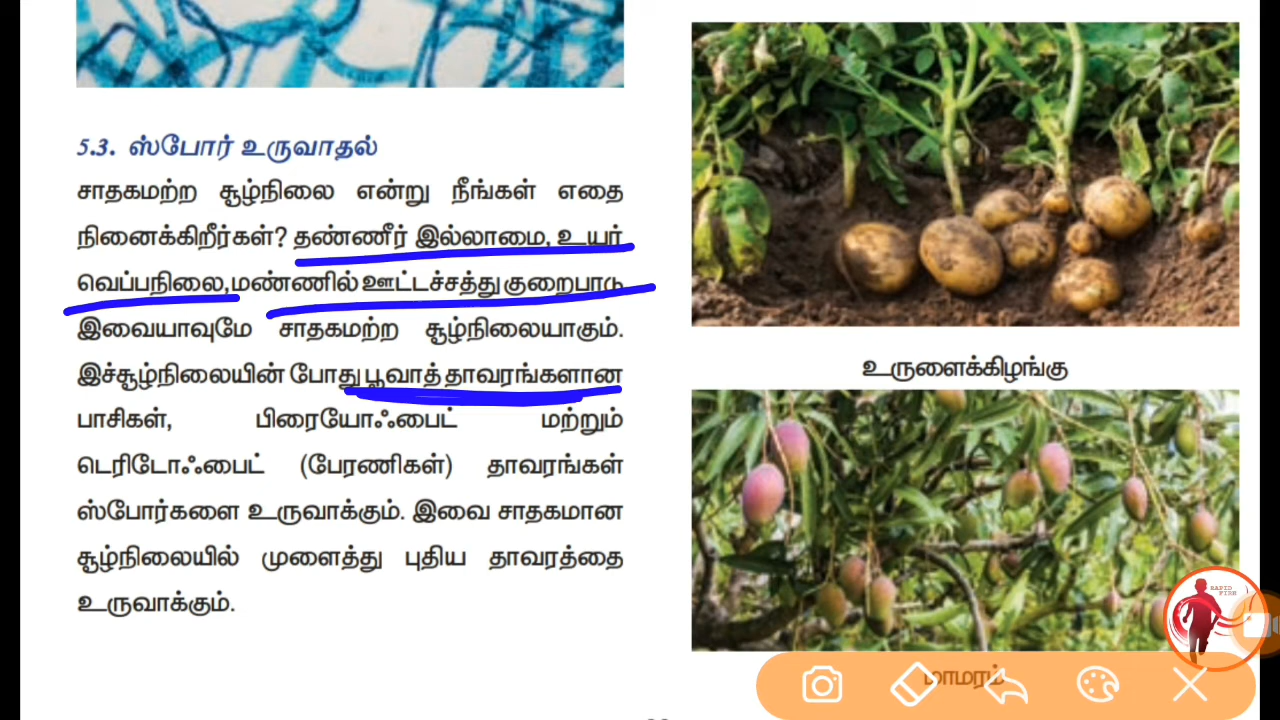 5.3. ஸ்போர் உருவாதல்
சாதகமற்ற சூழ்நிலை என்று நீங்கள் எதை
நினைக்கிறீர்கள்? தண்ணீர் இல்லாமை, உயர்
வெப்பநிலை,மண்ணில் ஊட்டச்சத்து குறைபாடு
இவையாவுமே சாதகமற்ற சூழ்நிலையாகும்.
இச்சூழ்நிலையின் போது பூவாத் தாவரங்களான
பாசிகள், பிரையோஃபைட் மற்றும்
டெரிடோஃபைட் (பேரணிகள்) தாவரங்கள்
ஸ்போர்களை உருவாக்கும். இவை சாதகமான
சூழ்நிலையில் முளைத்து புதிய தாவரத்தை
உருவாக்கும்.
உருளைக்கிழங்கு
மாமரம்
RAPID